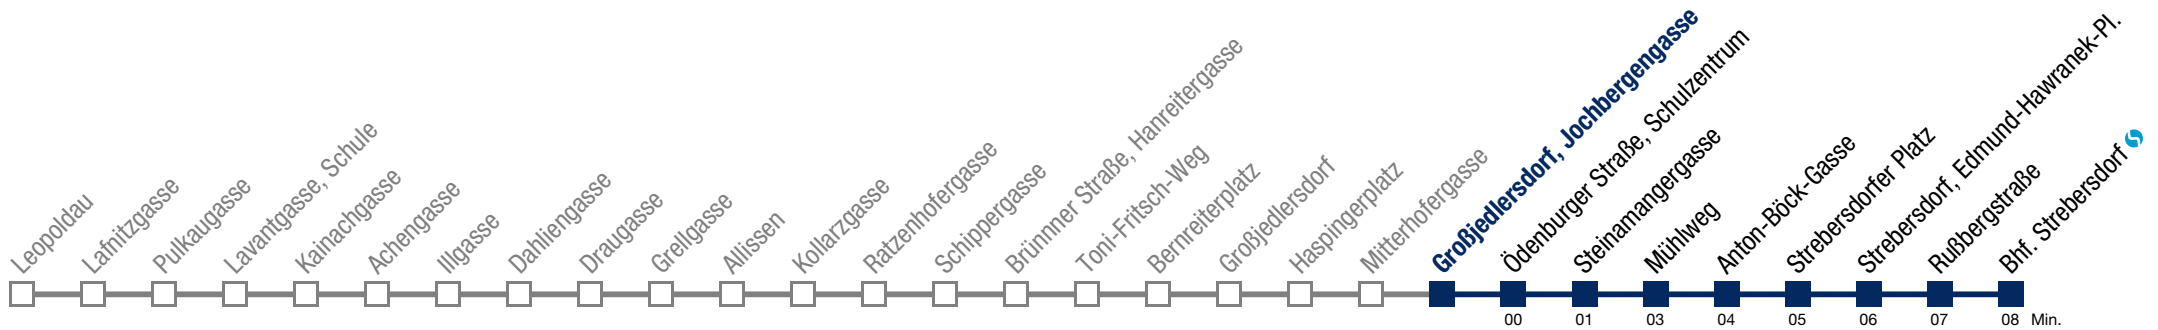 Leopoldau
Lafnitzgasse
Pulkaugasse
Lavantgasse, Schule
Kainachgasse
Achengasse
Illgasse
Dahliengasse
Draugasse
Grellgasse
Allissen
Kollarzgasse
Ratzenhofergasse
Schippergasse
Brünnner Straße, Hanreitergasse
Toni-Fritsch-Weg
Bernreiterplatz
Großjedlersdorf
Haspingerplatz
Mitterhofergasse
Großjedlersdorf, Jochbergengasse
Ödenburger Straße, Schulzentrum
Steinamangergasse
Mühlweg
Anton-Böck-Gasse
Strebersdorfer Platz
Strebersdorf, Edmund-Hawranek-Pl.
Rußbergstraße
Bhf. Strebersdorf
00 01 03 04 05 06 07 08 Min.